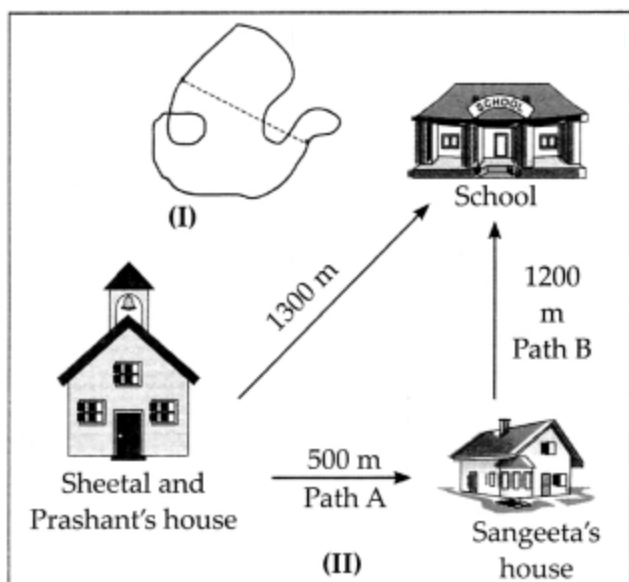 SCHOOL
(I)
School
1300 m
1200
m
Path B
500 m
Path A
Sheetal and
Prashant's house
Sangeeta's
house
(II)